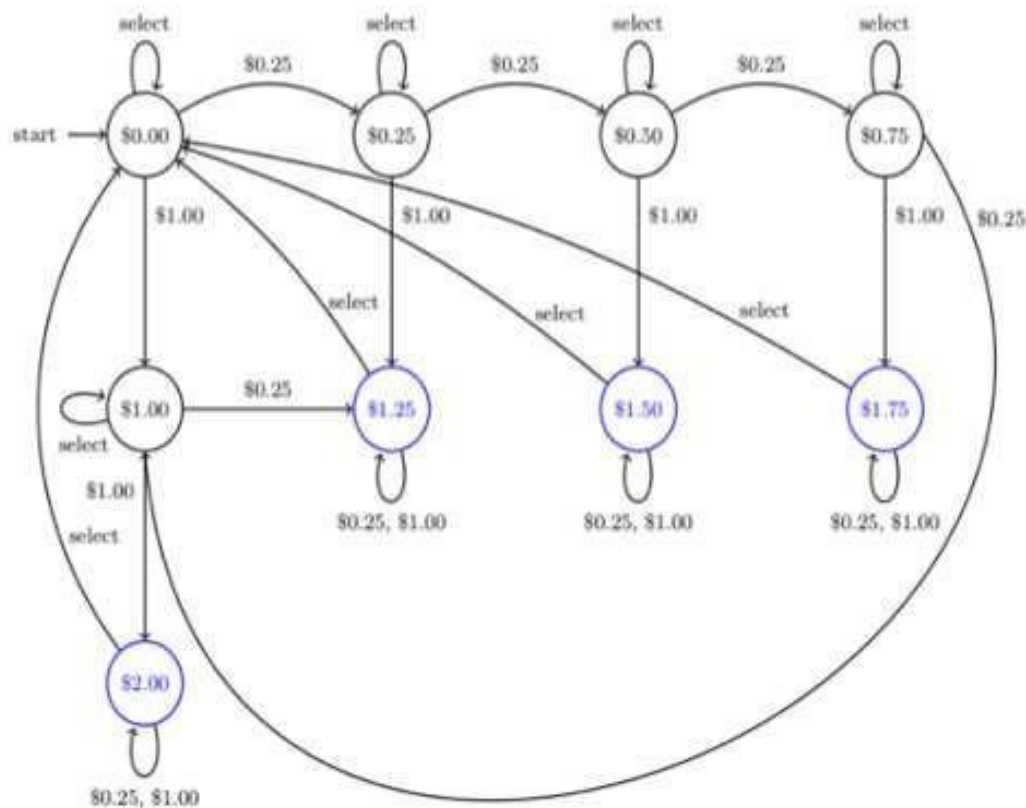 select select select select
$0.25 $0.25 $0.25
start $0.00 $0.25 $0.50 $0.75
$1.00 $1.00 $1.00 $1.00 $0.25
select select select
$0.25
$1.00 $1.25 $1.50 $1.75
select
$1.00
$0.25, $1.00 $0.25, $1.00 $0.25, $1.00
select
$2.00
$0.25, $1.00